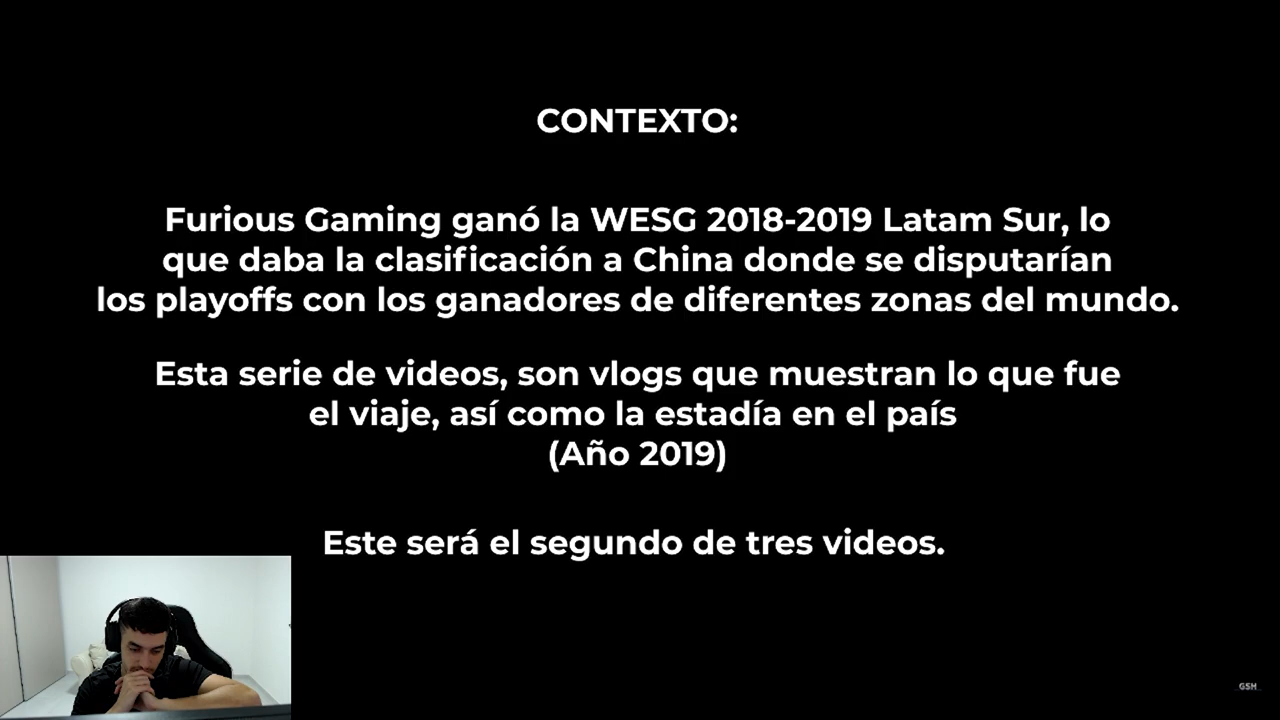 CONTEXTO:
Furious Gaming ganó la WESG 2018-2019 Latam Sur, lo
que daba la clasificación a China donde se disputarían
los playoffs con los ganadores de diferentes zonas del mundo.
Esta serie de videos, son vlogs que muestran lo que fue
el viaje, así como la estadía en el país
(Año 2019)
Este será el segundo de tres videos.
GSH